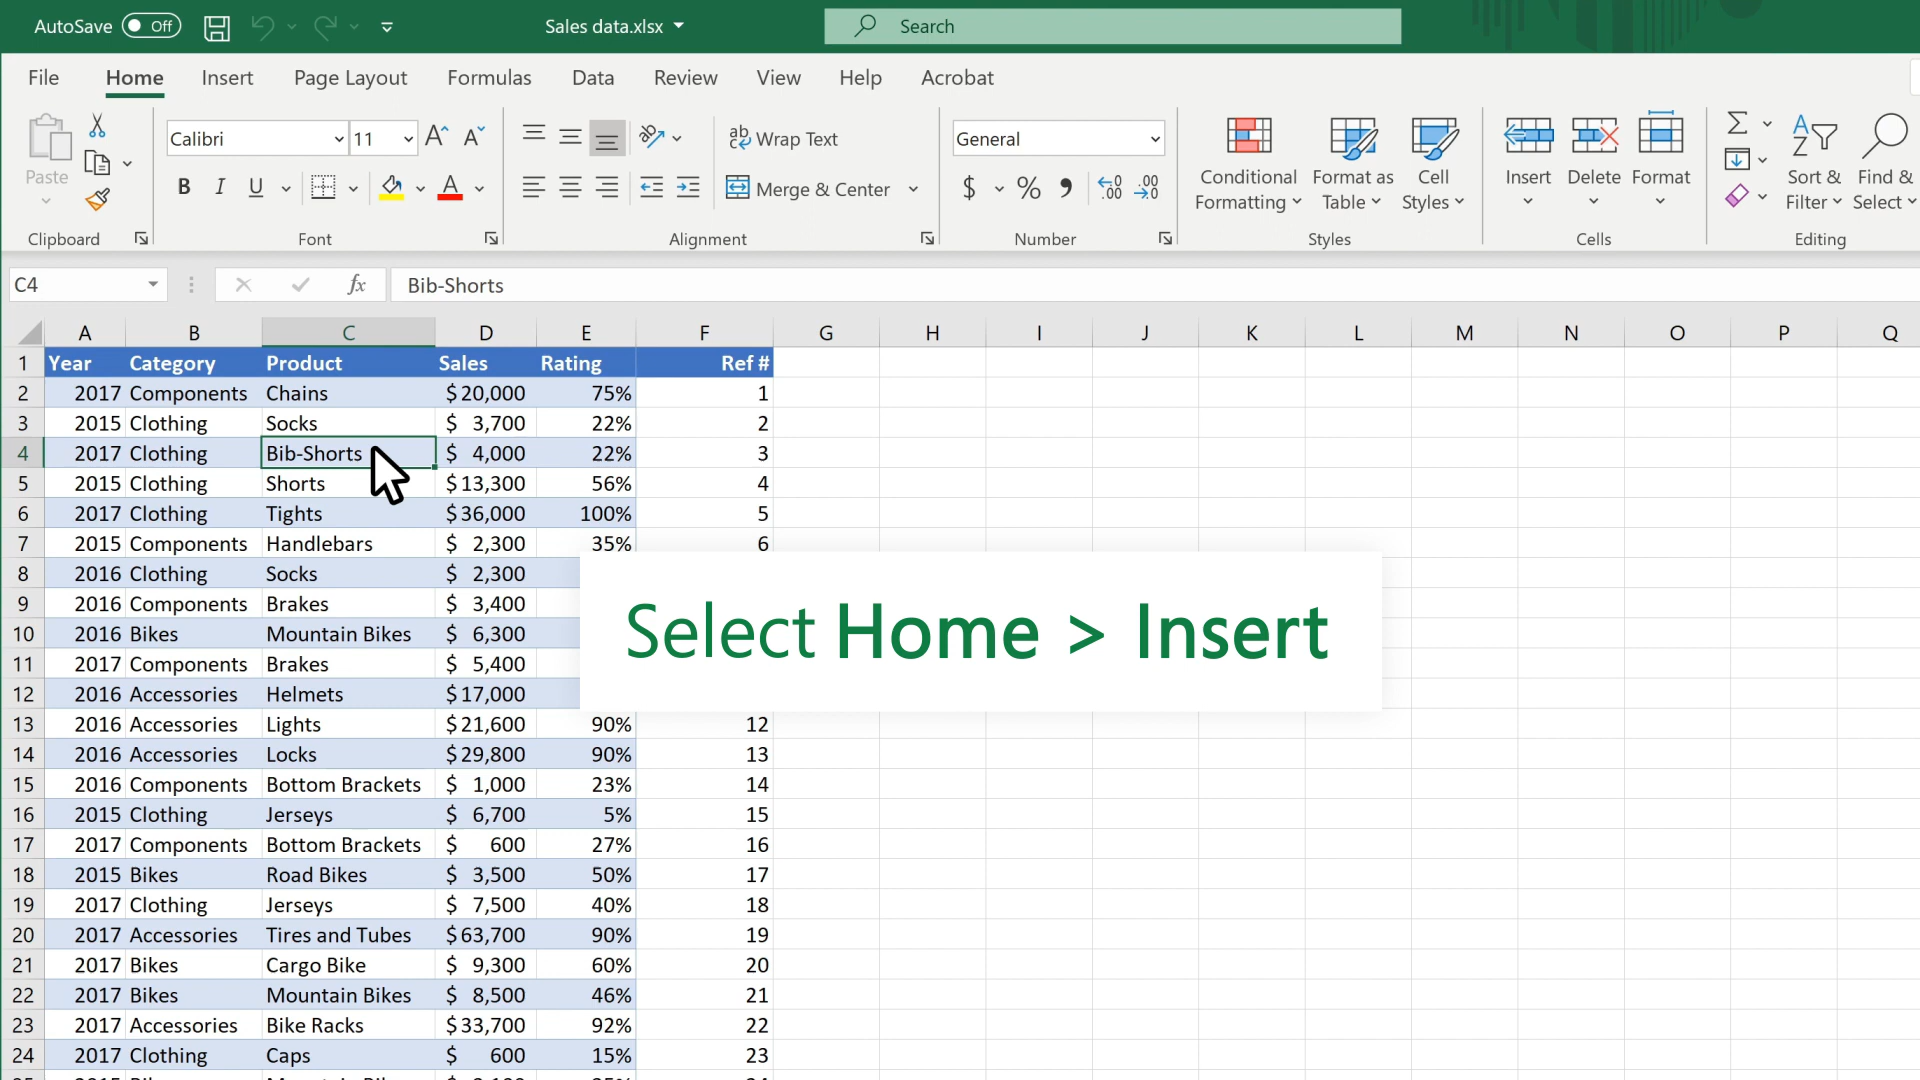 AutoSave Off Sales data.xlsx Search
File Home Insert Page Layout Formulas Data Review View Help Acrobat
Paste Calibri 11 Wrap Text General Conditional Formatting Format as Table Cell Styles Insert Delete Format Sort & Filter Find & Select
B I U Merge & Center $ %
Clipboard Font Alignment Number Styles Cells Editing
C4 fx Bib-Shorts
A B C D E F G H I J K L M N O P Q
1 Year Category Product Sales Rating Ref #
2 2017 Components Chains $20,000 75% 1
3 2015 Clothing Socks $ 3,700 22% 2
4 2017 Clothing Bib-Shorts $ 4,000 22% 3
5 2015 Clothing Shorts $13,300 56% 4
6 2017 Clothing Tights $36,000 100% 5
7 2015 Components Handlebars $ 2,300 35% 6
8 2016 Clothing Socks $ 2,300
9 2016 Components Brakes $ 3,400
10 2016 Bikes Mountain Bikes $ 6,300
Select Home > Insert
11 2017 Components Brakes $ 5,400
12 2016 Accessories Helmets $17,000
13 2016 Accessories Lights $21,600 90% 12
14 2016 Accessories Locks $29,800 90% 13
15 2016 Components Bottom Brackets $ 1,000 23% 14
16 2015 Clothing Jerseys $ 6,700 5% 15
17 2017 Components Bottom Brackets $ 600 27% 16
18 2015 Bikes Road Bikes $ 3,500 50% 17
19 2017 Clothing Jerseys $ 7,500 40% 18
20 2017 Accessories Tires and Tubes $63,700 90% 19
21 2017 Bikes Cargo Bike $ 9,300 60% 20
22 2017 Bikes Mountain Bikes $ 8,500 46% 21
23 2017 Accessories Bike Racks $33,700 92% 22
24 2017 Clothing Caps $ 600 15% 23